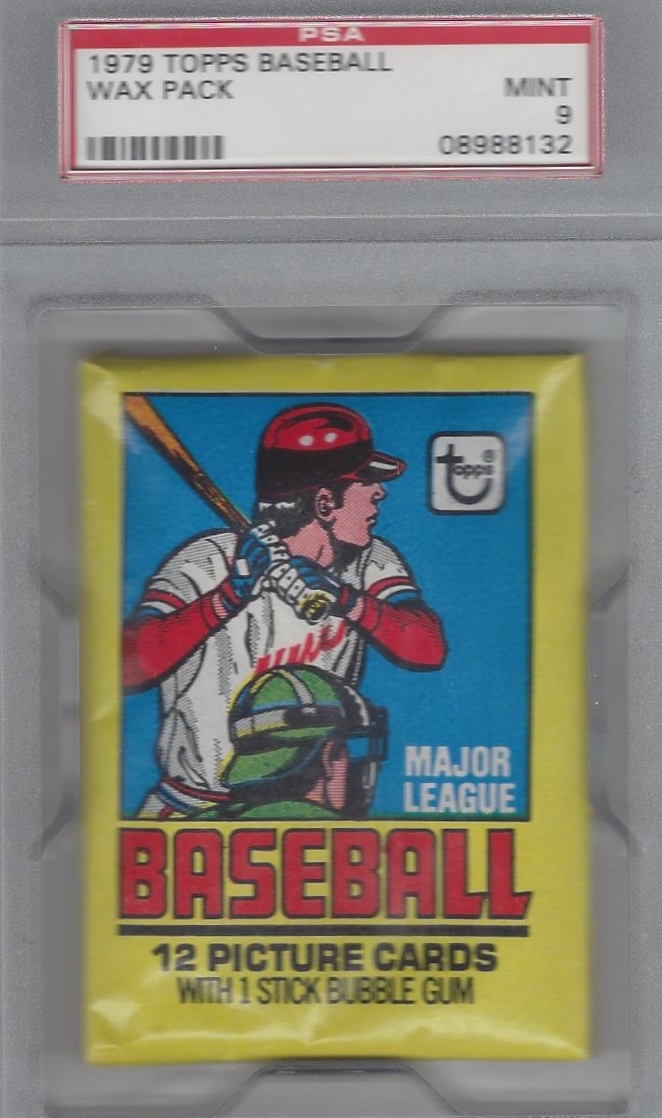 PSA
1979 TOPPS BASEBALL
WAX PACK
MINT
9
08988132
topps®
MAJOR
LEAGUE
BASEBALL
12 PICTURE CARDS
WITH 1 STICK BUBBLE GUM